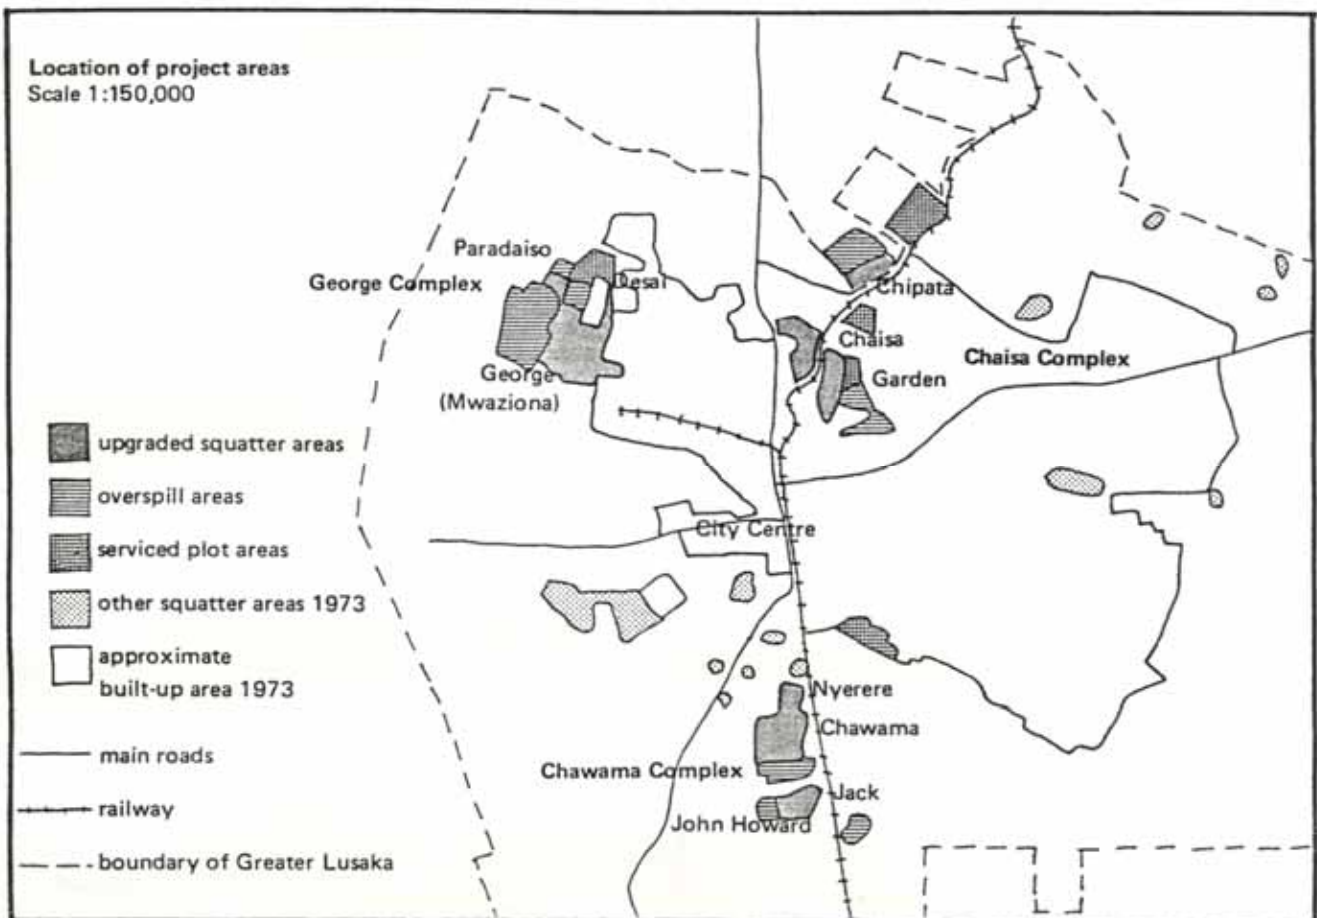 Location of project areas
Scale 1:150,000
Paradaiso
George Complex
Desai
Chipata
Chaisa
Chaisa Complex
George
(Mwaziona)
Garden
upgraded squatter areas
overspill areas
City Centre
serviced plot areas
other squatter areas 1973
approximate
built-up area 1973
Nyerere
Chawama
main roads
Chawama Complex
Jack
railway
John Howard
boundary of Greater Lusaka